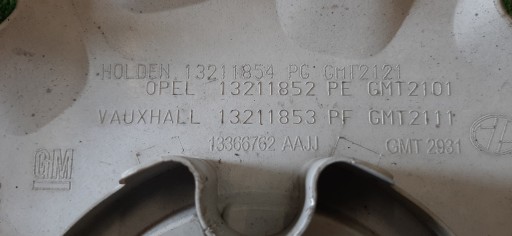 HOLDEN 13211854 PG GMT2121
OPEL 13211852 PE GMT2101
VAUXHALL 13211853 PF GMT2111
13366762 AAJJ GMT 2931
GM